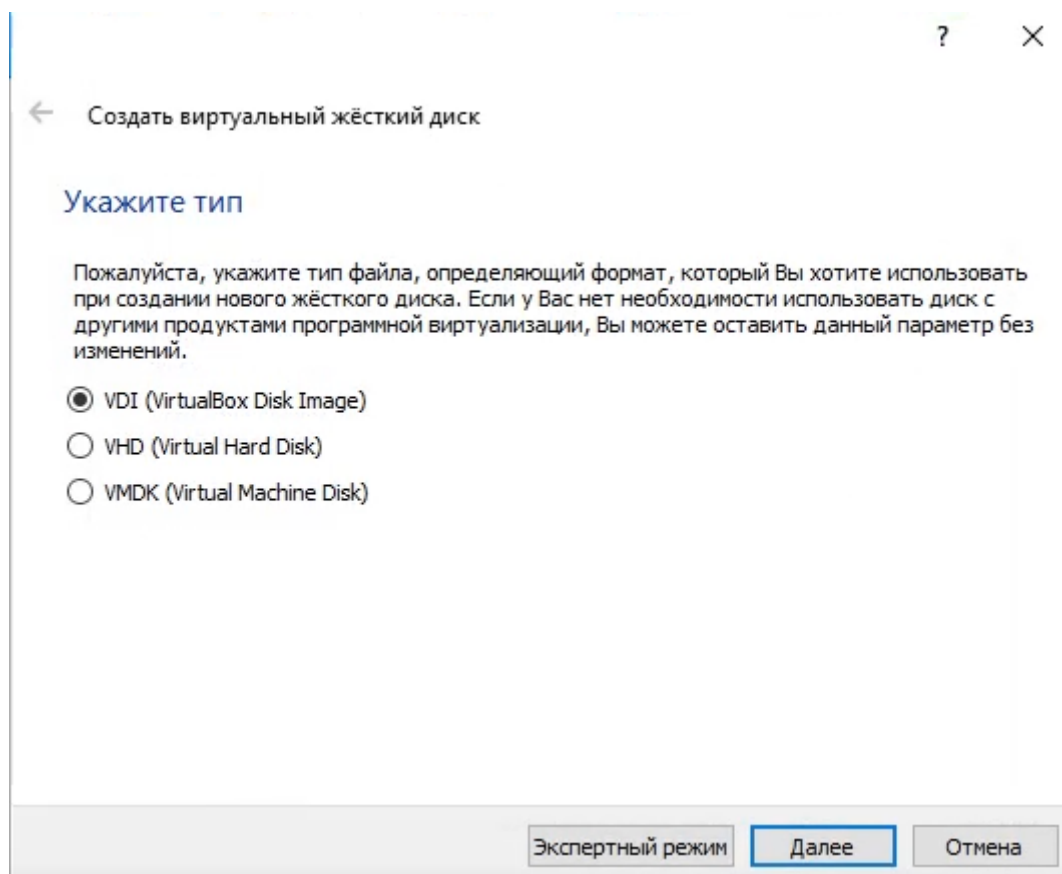 ?
Создать виртуальный жёсткий диск
Укажите тип
Пожалуйста, укажите тип файла, определяющий формат, который Вы хотите использовать
при создании нового жёсткого диска. Если у Вас нет необходимости использовать диск с
другими продуктами программной виртуализации, Вы можете оставить данный параметр без
изменений.
VDI (VirtualBox Disk Image)
VHD (Virtual Hard Disk)
VMDK (Virtual Machine Disk)
Экспертный режим Далее Отмена